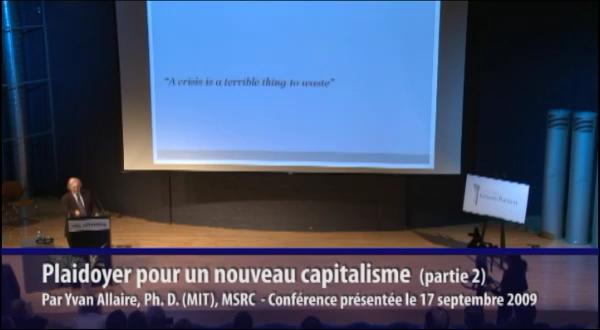 "A crisis is a terrible thing to waste"
Plaidoyer pour un nouveau capitalisme (partie 2)
Par Yvan Allaire, Ph. D. (MIT), MSRC - Conférence présentée le 17 septembre 2009